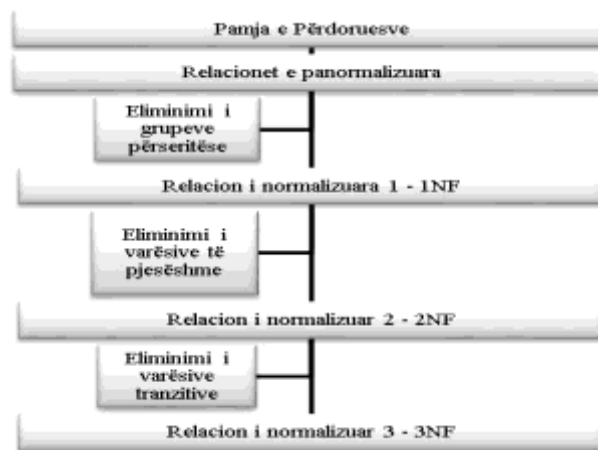 Pamja e Përdoruesve
Relacionet e panormalizuara
Eliminimi i
grupeve
përseritëse
Relacion i normalizuara 1 - 1NF
Eliminimi i
varësive të
pjesëshme
Relacion i normalizuar 2 - 2NF
Eliminimi i
varësive
tranzitive
Relacion i normalizuar 3 - 3NF